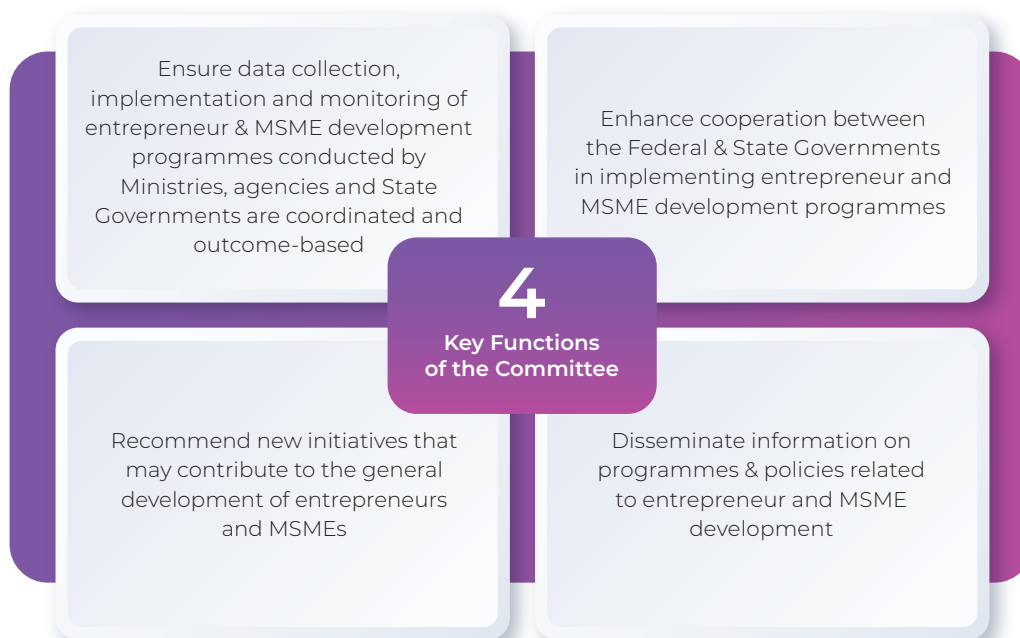 Ensure data collection,
implementation and monitoring of
entrepreneur & MSME development
programmes conducted by
Ministries, agencies and State
Governments are coordinated and
outcome-based
Enhance cooperation between
the Federal & State Governments
in implementing entrepreneur and
MSME development programmes
4
Key Functions
of the Committee
Recommend new initiatives that
may contribute to the general
development of entrepreneurs
and MSMEs
Disseminate information on
programmes & policies related
to entrepreneur and MSME
development